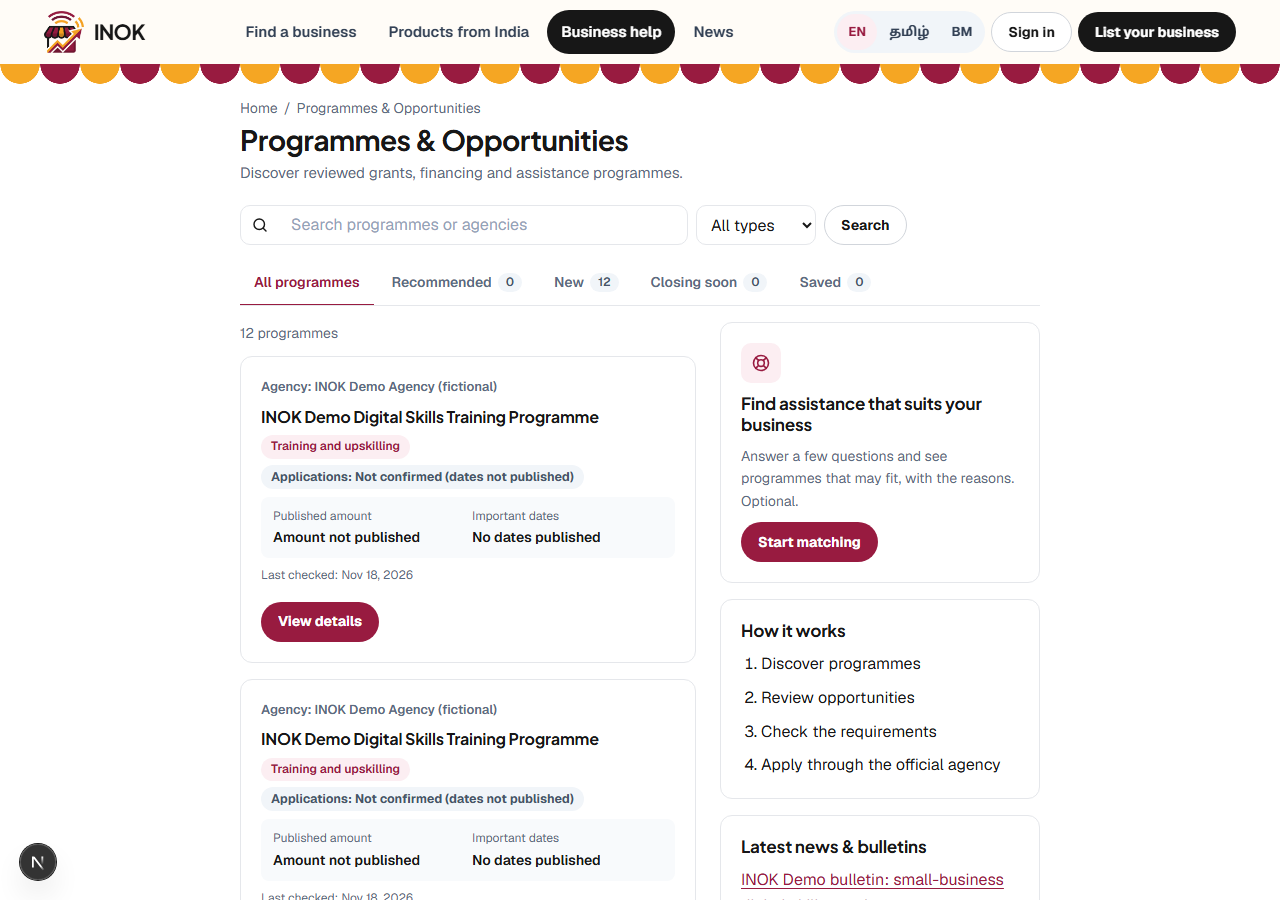 INOK
Find a business
Products from India
Business help
News
EN
தமிழ்
BM
Sign in
List your business
Home / Programmes & Opportunities
Programmes & Opportunities
Discover reviewed grants, financing and assistance programmes.
Search programmes or agencies
All types
Search
All programmes
Recommended 0
New 12
Closing soon 0
Saved 0
12 programmes
Agency: INOK Demo Agency (fictional)
INOK Demo Digital Skills Training Programme
Training and upskilling
Applications: Not confirmed (dates not published)
Published amount
Important dates
Amount not published
No dates published
Last checked: Nov 18, 2026
View details
Agency: INOK Demo Agency (fictional)
INOK Demo Digital Skills Training Programme
Training and upskilling
Applications: Not confirmed (dates not published)
Published amount
Important dates
Amount not published
No dates published
Last checked: Nov 18, 2026
Find assistance that suits your
business
Answer a few questions and see
programmes that may fit, with the reasons.
Optional.
Start matching
How it works
1. Discover programmes
2. Review opportunities
3. Check the requirements
4. Apply through the official agency
Latest news & bulletins
INOK Demo bulletin: small-business
N